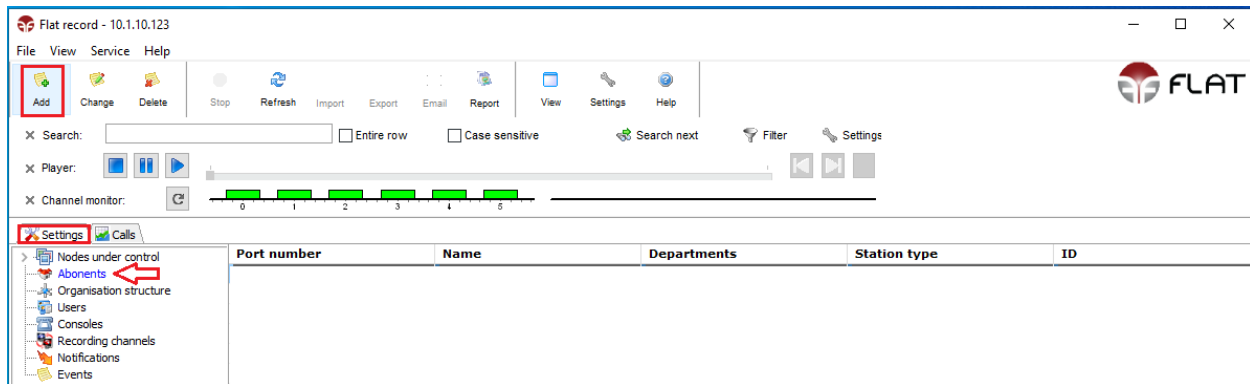 Flat record - 10.1.10.123
File View Service Help
FLAT
Add Change Delete Stop Refresh Import Export Email Report View Settings Help
Search: Entire row Case sensitive Search next Filter Settings
Player:
Channel monitor:
0 1 2 3 4 5
Settings Calls
Nodes under control
Port number Name Departments Station type ID
Abonents
Organisation structure
Users
Consoles
Recording channels
Notifications
Events